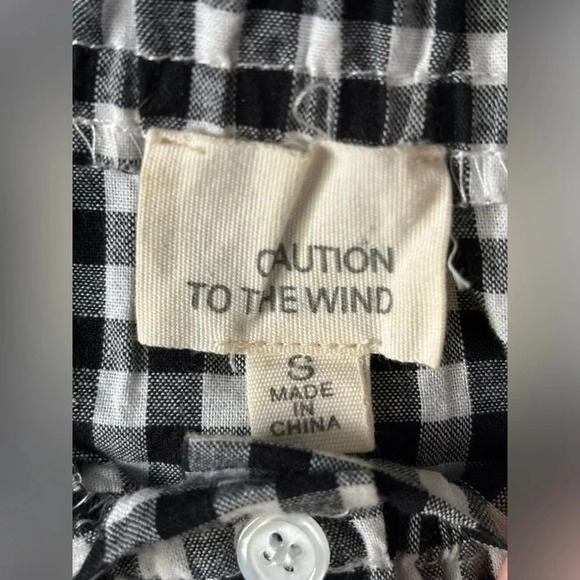 CAUTION
TO THE WIND
S
MADE
IN
CHINA